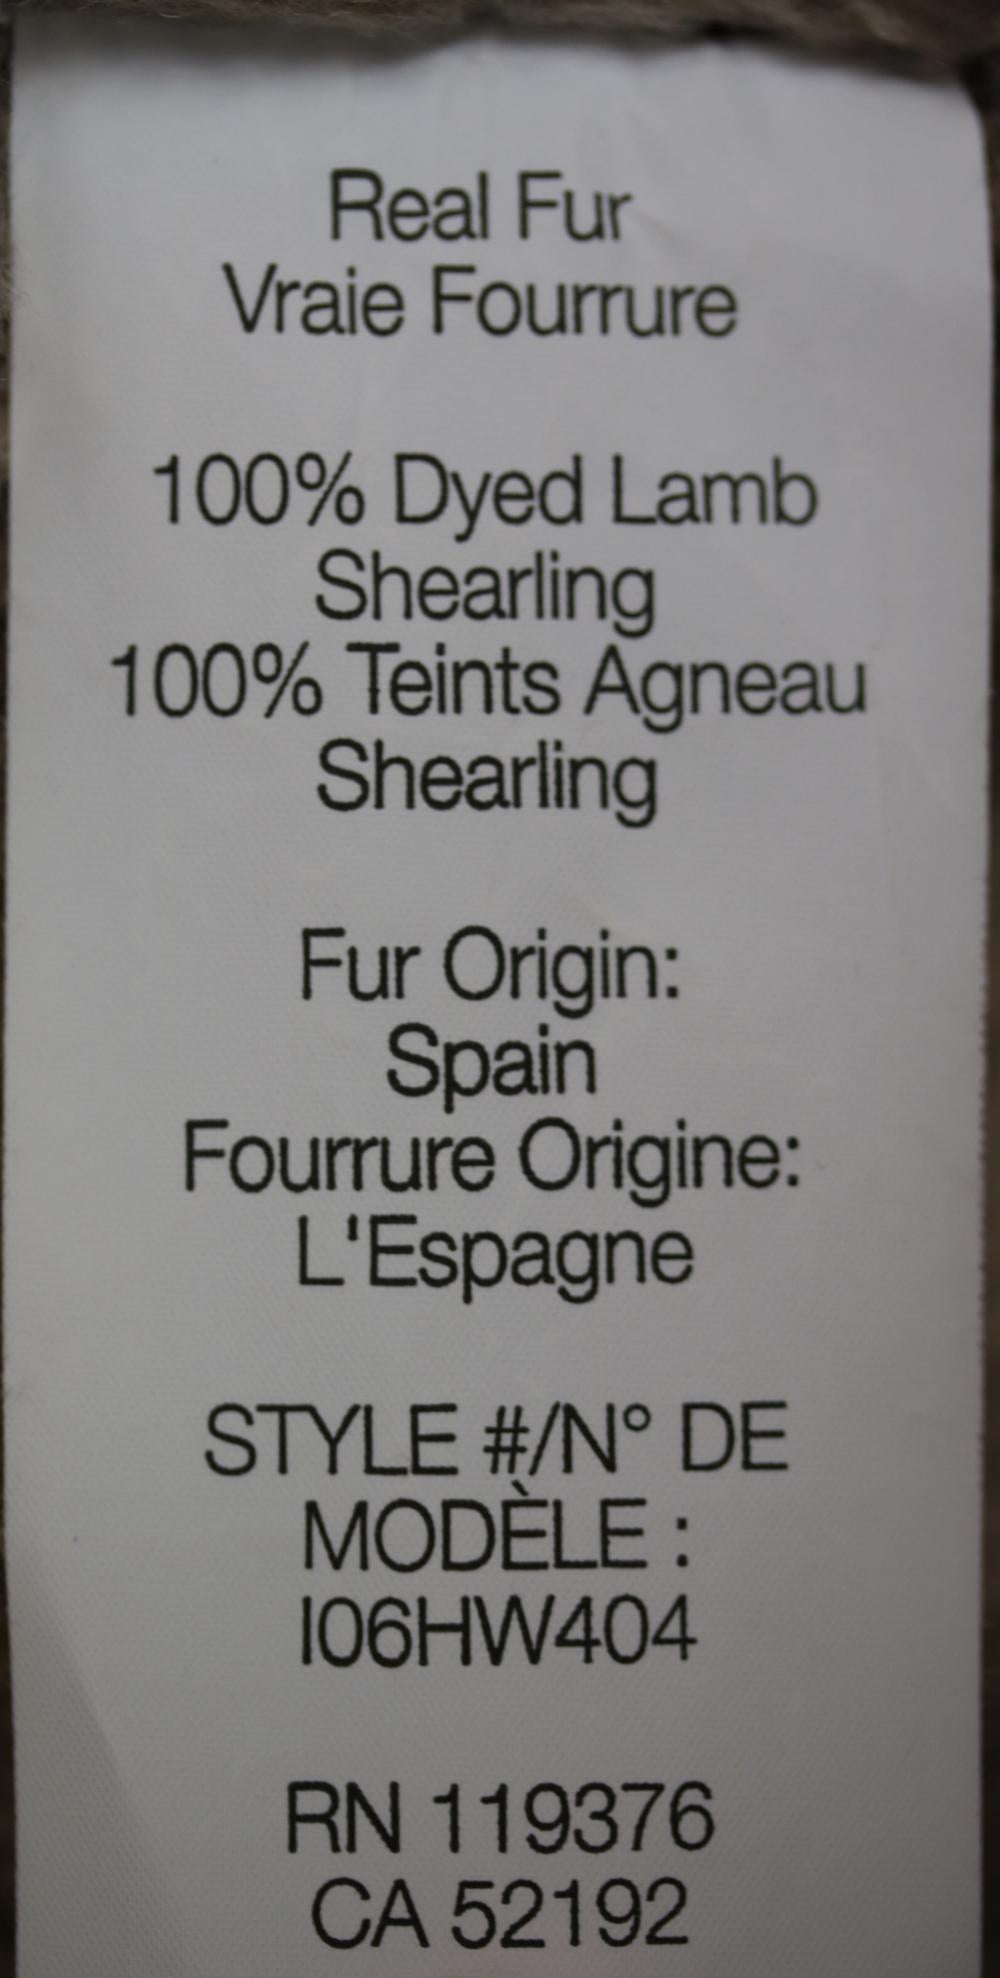 Real Fur
Vraie Fourrure
100% Dyed Lamb
Shearling
100% Teints Agneau
Shearling
Fur Origin:
Spain
Fourrure Origine:
L'Espagne
STYLE #/N° DE
MODÈLE :
I06HW404
RN 119376
CA 52192